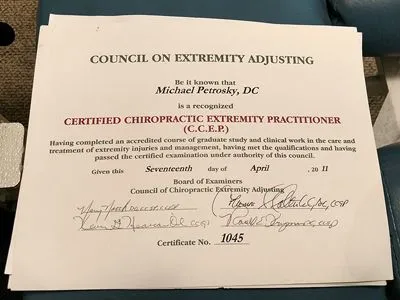 COUNCIL ON EXTREMITY ADJUSTING
Be it known that
Michael Petrosky, DC
is a recognized
CERTIFIED CHIROPRACTIC EXTREMITY PRACTITIONER
(C.C.E.P.)
Having completed an accredited course of graduate study and clinical work in the care and
treatment of extremity injuries and management, having met the qualifications and having
passed the certified examination under authority of this council.
Given this Seventeenth day of April , 2011
Board of Examiners
Council of Chiropractic Extremity Adjusting
Certificate No. 1045